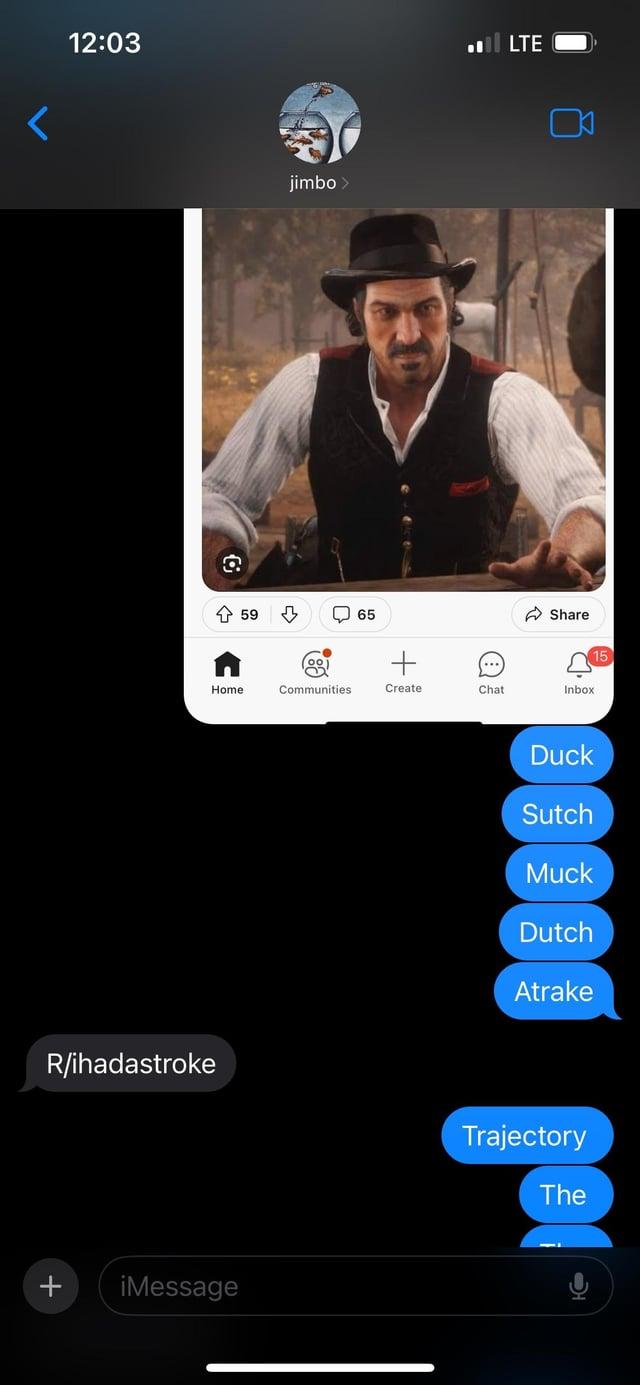 12:03
LTE
jimbo
59
65
Share
Home
Communities
Create
Chat
15
Inbox
Duck
Sutch
Muck
Dutch
Atrake
R/ihadastroke
Trajectory
The
iMessage